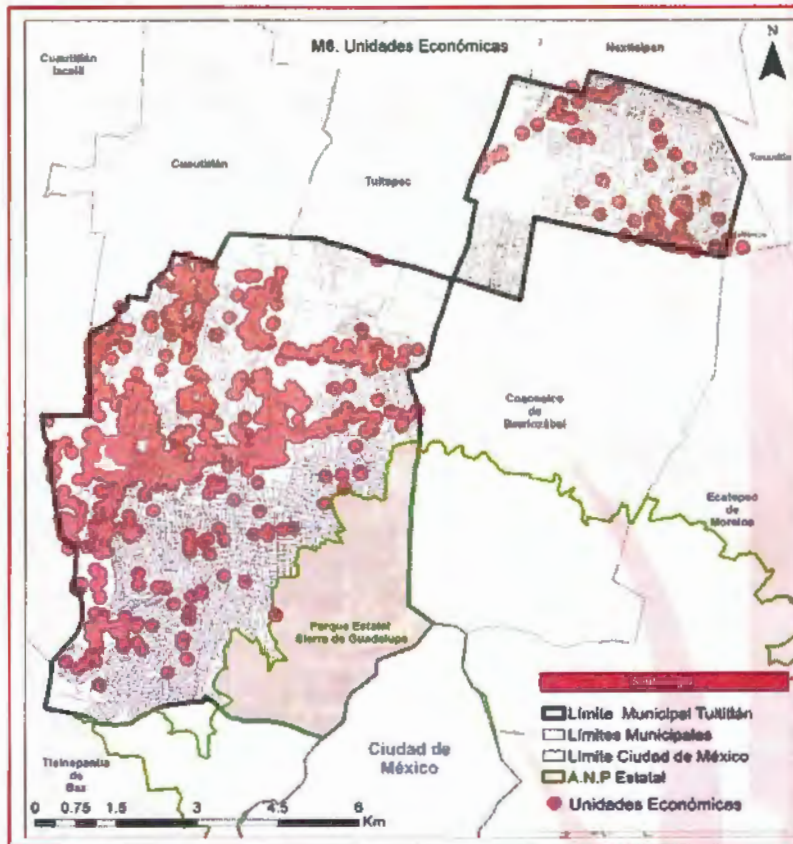 M6. Unidades Económicas
N
Cuautitlán
Izcalli
Nextlalpan
Cuautitlán
Tultepec
Coacalco
de
Berriozábal
Ecatepec
de
Morelos
Parque Estatal
Sierra de Guadalupe
Ciudad de
México
Tlalnepantla
de
Baz
Límite Municipal Tultitlán
Límites Municipales
Límite Ciudad de México
A.N.P Estatal
Unidades Económicas
0 0.75 1.5 3 4.5 6
Km